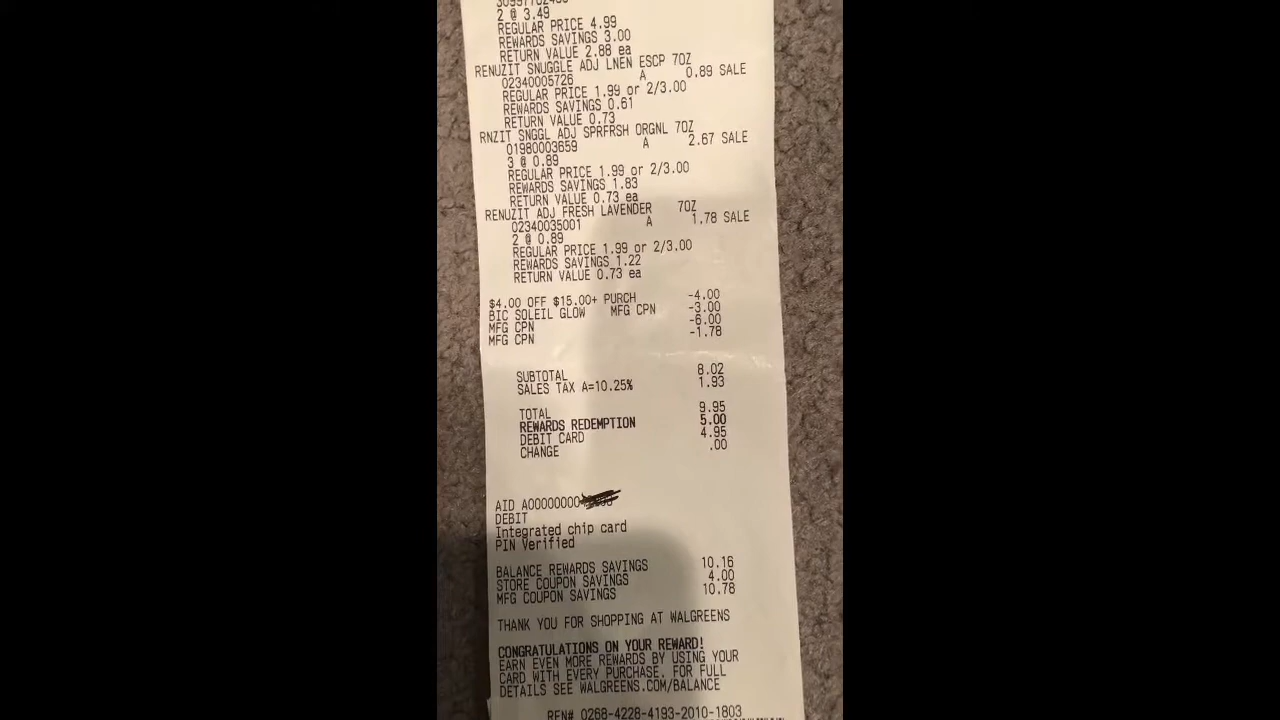 2 @ 3.49
REGULAR PRICE 4.99
REWARDS SAVINGS 3.00
RETURN VALUE 2.88 ea
RENUZIT SNUGGLE ADJ LNEN ESCP 7OZ
02340005726 A 0.89 SALE
REGULAR PRICE 1.99 or 2/3.00
REWARDS SAVINGS 0.61
RETURN VALUE 0.73
RNZIT SNGGL ADJ SPRFRSH ORGNL 7OZ
01980003659 A 2.67 SALE
3 @ 0.89
REGULAR PRICE 1.99 or 2/3.00
REWARDS SAVINGS 1.83
RETURN VALUE 0.73 ea
RENUZIT ADJ FRESH LAVENDER 7OZ
02340035001 A 1.78 SALE
2 @ 0.89
REGULAR PRICE 1.99 or 2/3.00
REWARDS SAVINGS 1.22
RETURN VALUE 0.73 ea
$4.00 OFF $15.00+ PURCH -4.00
BIC SOLEIL GLOW MFG CPN -3.00
MFG CPN -6.00
MFG CPN -1.78
SUBTOTAL 8.02
SALES TAX A=10.25% 1.93
TOTAL 9.95
REWARDS REDEMPTION 5.00
DEBIT CARD 4.95
CHANGE .00
AID A00000000
DEBIT
Integrated chip card
PIN Verified
BALANCE REWARDS SAVINGS 10.16
STORE COUPON SAVINGS 4.00
MFG COUPON SAVINGS 10.78
THANK YOU FOR SHOPPING AT WALGREENS
CONGRATULATIONS ON YOUR REWARD!
EARN EVEN MORE REWARDS BY USING YOUR
CARD WITH EVERY PURCHASE. FOR FULL
DETAILS SEE WALGREENS.COM/BALANCE
RFN# 0268-4228-4193-2010-1803